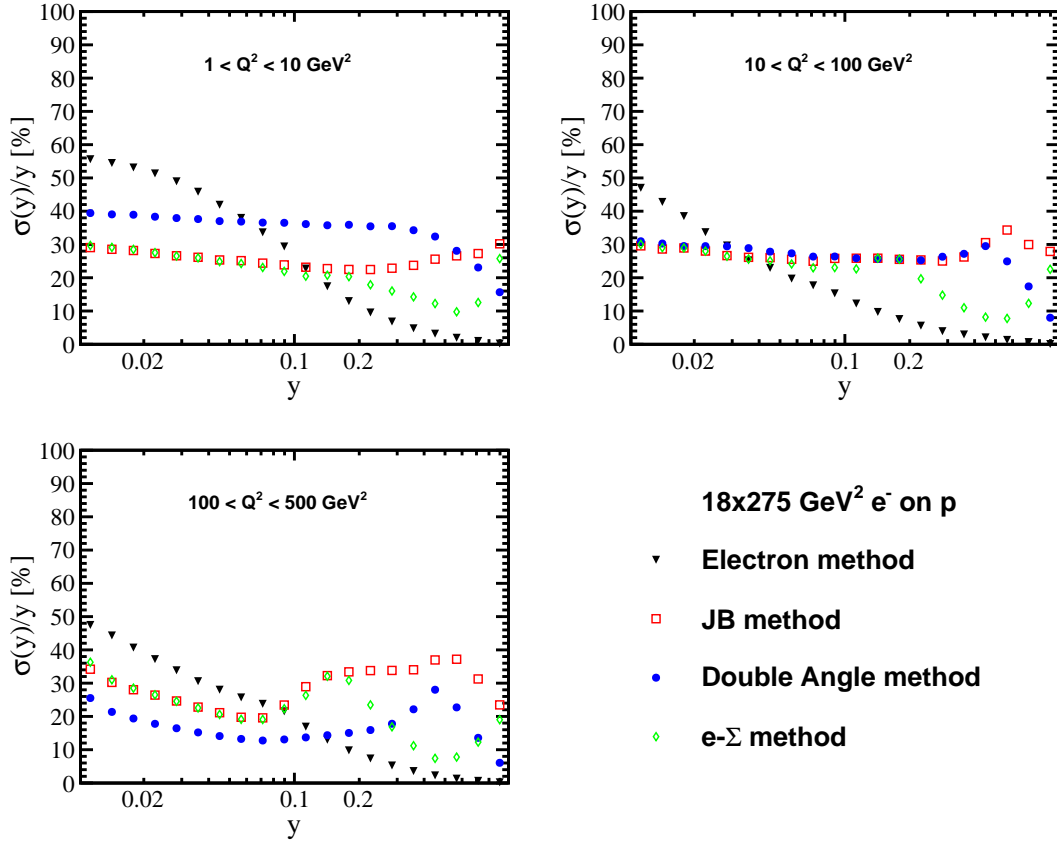 100
90
80
70
60
50
40
30
20
10
0
σ(y)/y [%]
1 < Q² < 10 GeV²
0.02 0.1 0.2
y
100
90
80
70
60
50
40
30
20
10
0
σ(y)/y [%]
10 < Q² < 100 GeV²
0.02 0.1 0.2
y
100
90
80
70
60
50
40
30
20
10
0
σ(y)/y [%]
100 < Q² < 500 GeV²
0.02 0.1 0.2
y
18x275 GeV² e⁻ on p
Electron method
JB method
Double Angle method
e-Σ method